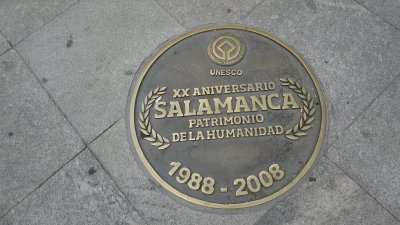 UNESCO
XX ANIVERSARIO
SALAMANCA
PATRIMONIO
DE LA HUMANIDAD
1988 - 2008